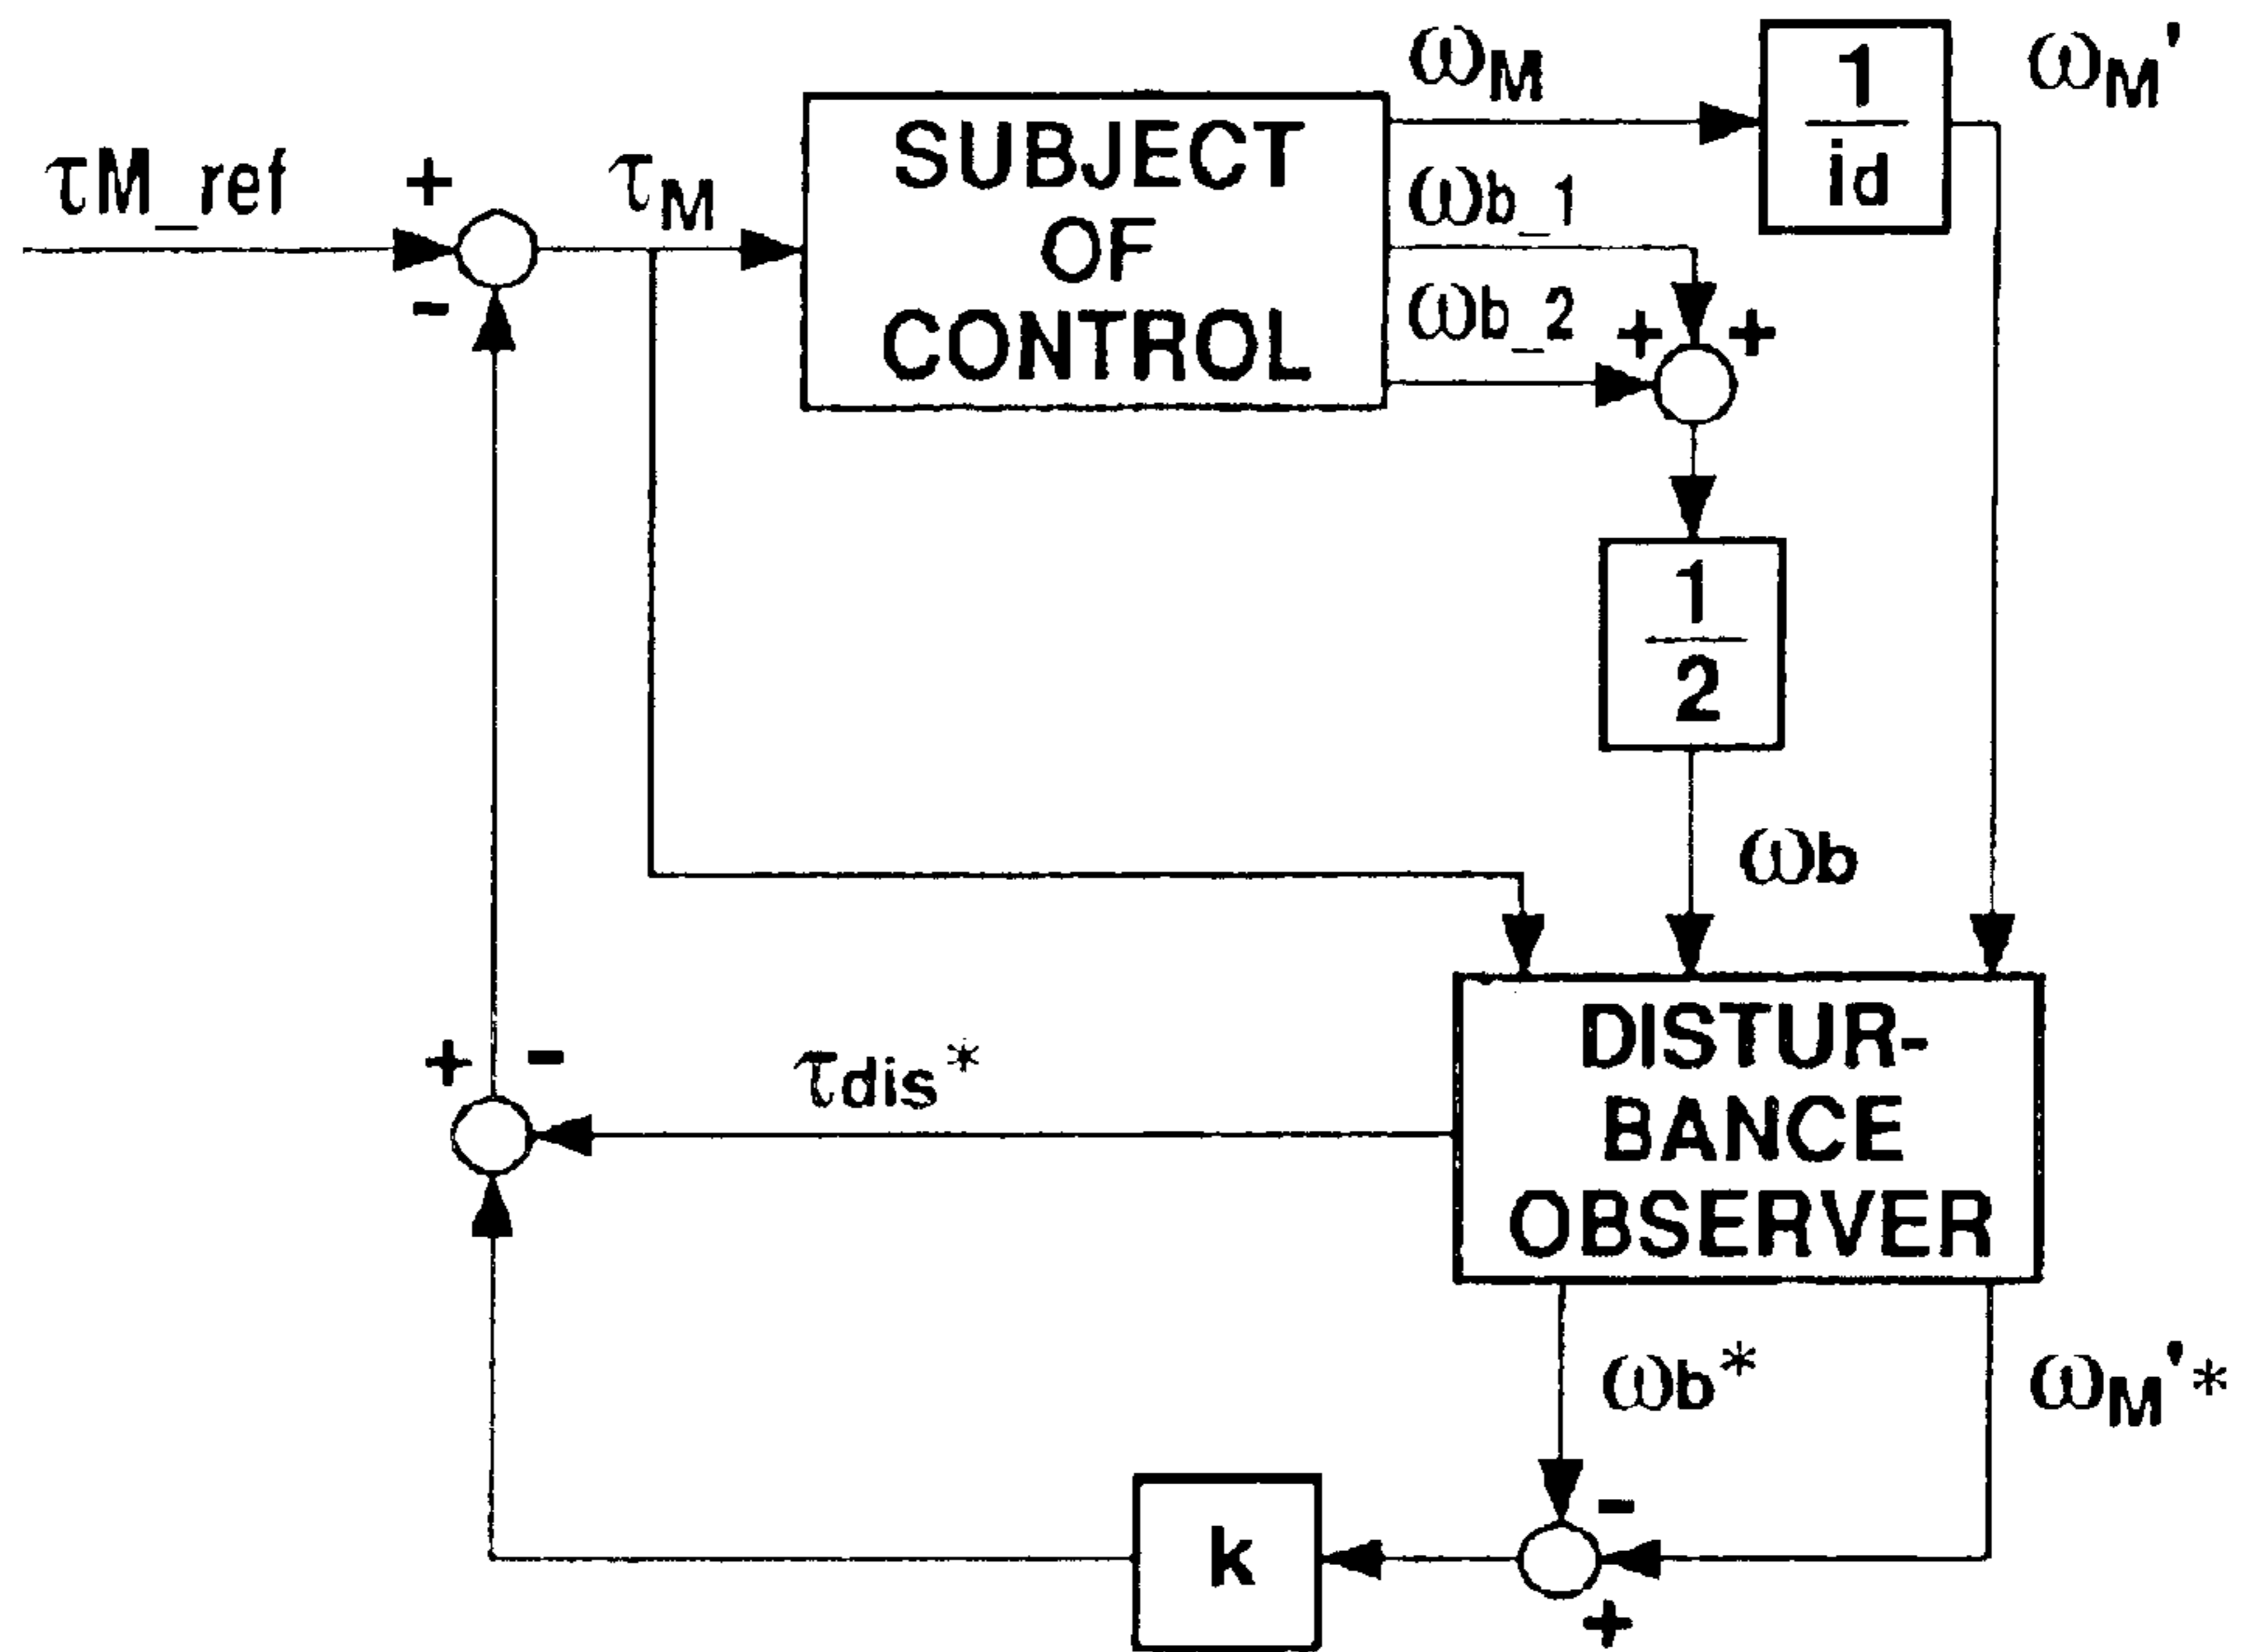 τM_ref
+
-
τM
SUBJECT
OF
CONTROL
ωM
ωb_1
ωb_2
1
id
ωM'
+
+
1
2
ωb
DISTUR-
BANCE
OBSERVER
τdis*
+
-
ωb*
ωM'*
-
+
k